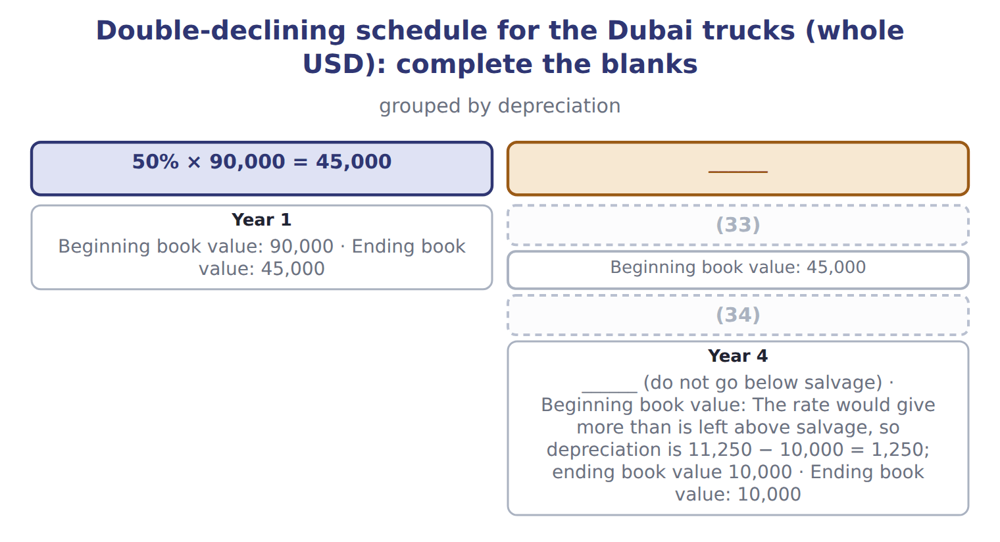 Double-declining schedule for the Dubai trucks (whole
USD): complete the blanks
grouped by depreciation
50% × 90,000 = 45,000
Year 1
Beginning book value: 90,000 · Ending book
value: 45,000
______
(33)
Beginning book value: 45,000
(34)
Year 4
______ (do not go below salvage) ·
Beginning book value: The rate would give
more than is left above salvage, so
depreciation is 11,250 − 10,000 = 1,250;
ending book value 10,000 · Ending book
value: 10,000